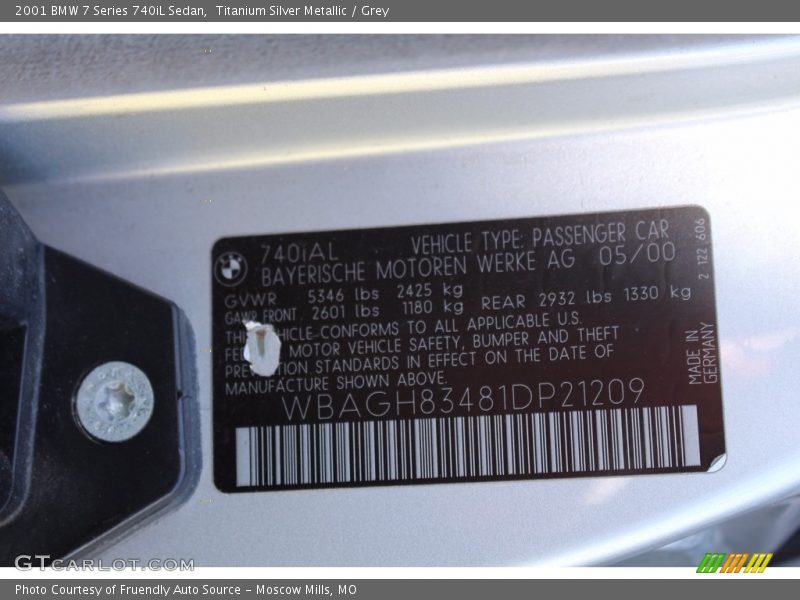 2001 BMW 7 Series 740iL Sedan, Titanium Silver Metallic / Grey
740iAL VEHICLE TYPE: PASSENGER CAR
BAYERISCHE MOTOREN WERKE AG 05/00
GVWR 5346 lbs 2425 kg
GAWR FRONT 2601 lbs 1180 kg REAR 2932 lbs 1330 kg
VEHICLE CONFORMS TO ALL APPLICABLE U.S.
MOTOR VEHICLE SAFETY, BUMPER AND THEFT
STANDARDS IN EFFECT ON THE DATE OF
MANUFACTURE SHOWN ABOVE.
WBAGH83481DP21209
2 122 606
MADE IN
GERMANY
GTCARLOT.COM
Photo Courtesy of Fruendly Auto Source – Moscow Mills, MO